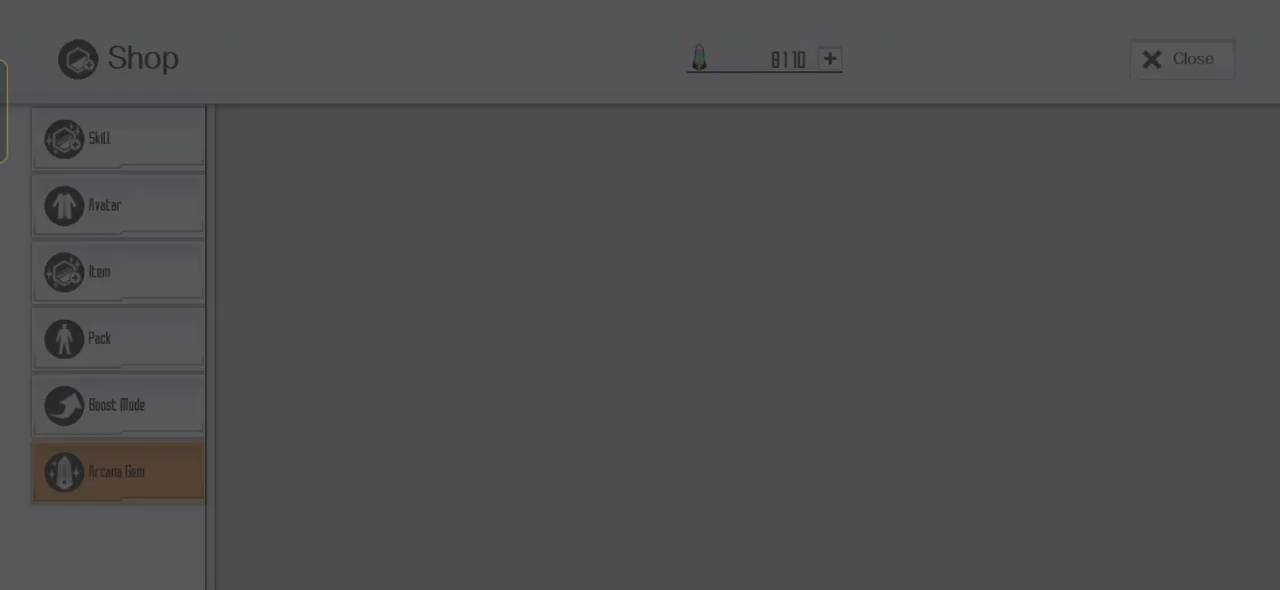 Shop
8110
Close
Skill
Avatar
Item
Pack
Boost Mode
Arcana Gem